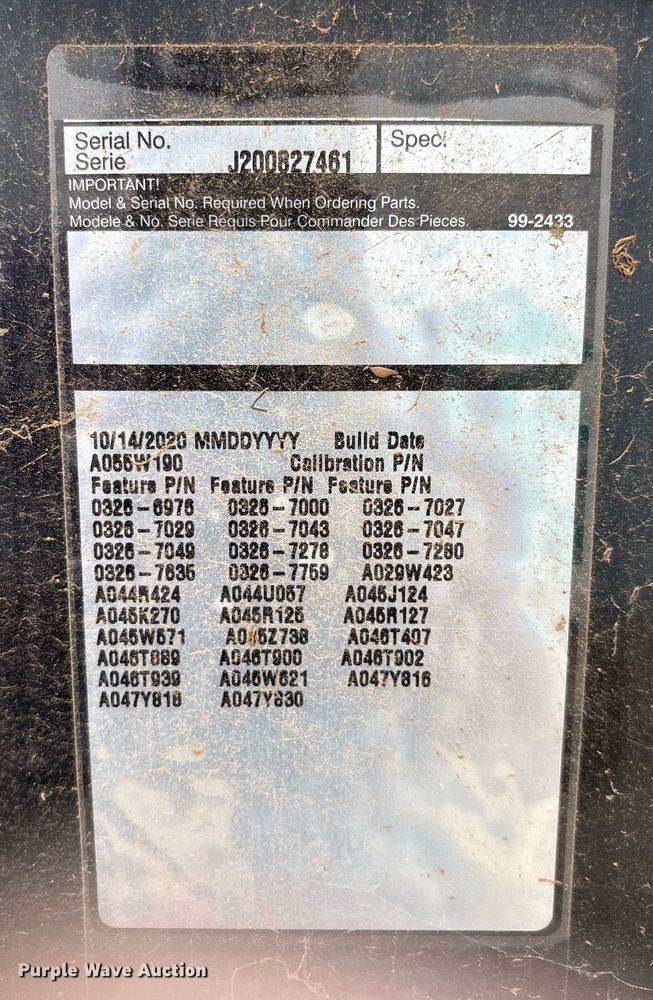 Serial No.
Serie
J200827461
Spec.
IMPORTANT!
Model & Serial No. Required When Ordering Parts.
Modele & No. Serie Requis Pour Commander Des Pieces. 99-2433
10/14/2020 MMDDYYYY Build Date
A055W190 Calibration P/N
Feature P/N Feature P/N Feature P/N
0326-6976 0326-7000 0326-7027
0326-7029 0326-7043 0326-7047
0326-7049 0326-7278 0326-7280
0326-7635 0326-7759 A029W423
A044R424 A044U057 A045J124
A045K270 A045R125 A045R127
A045W571 A046T407
A046T900 A046T902
A046T939 A046W621 A047Y816
A047Y818 A047Y830
Purple Wave Auction